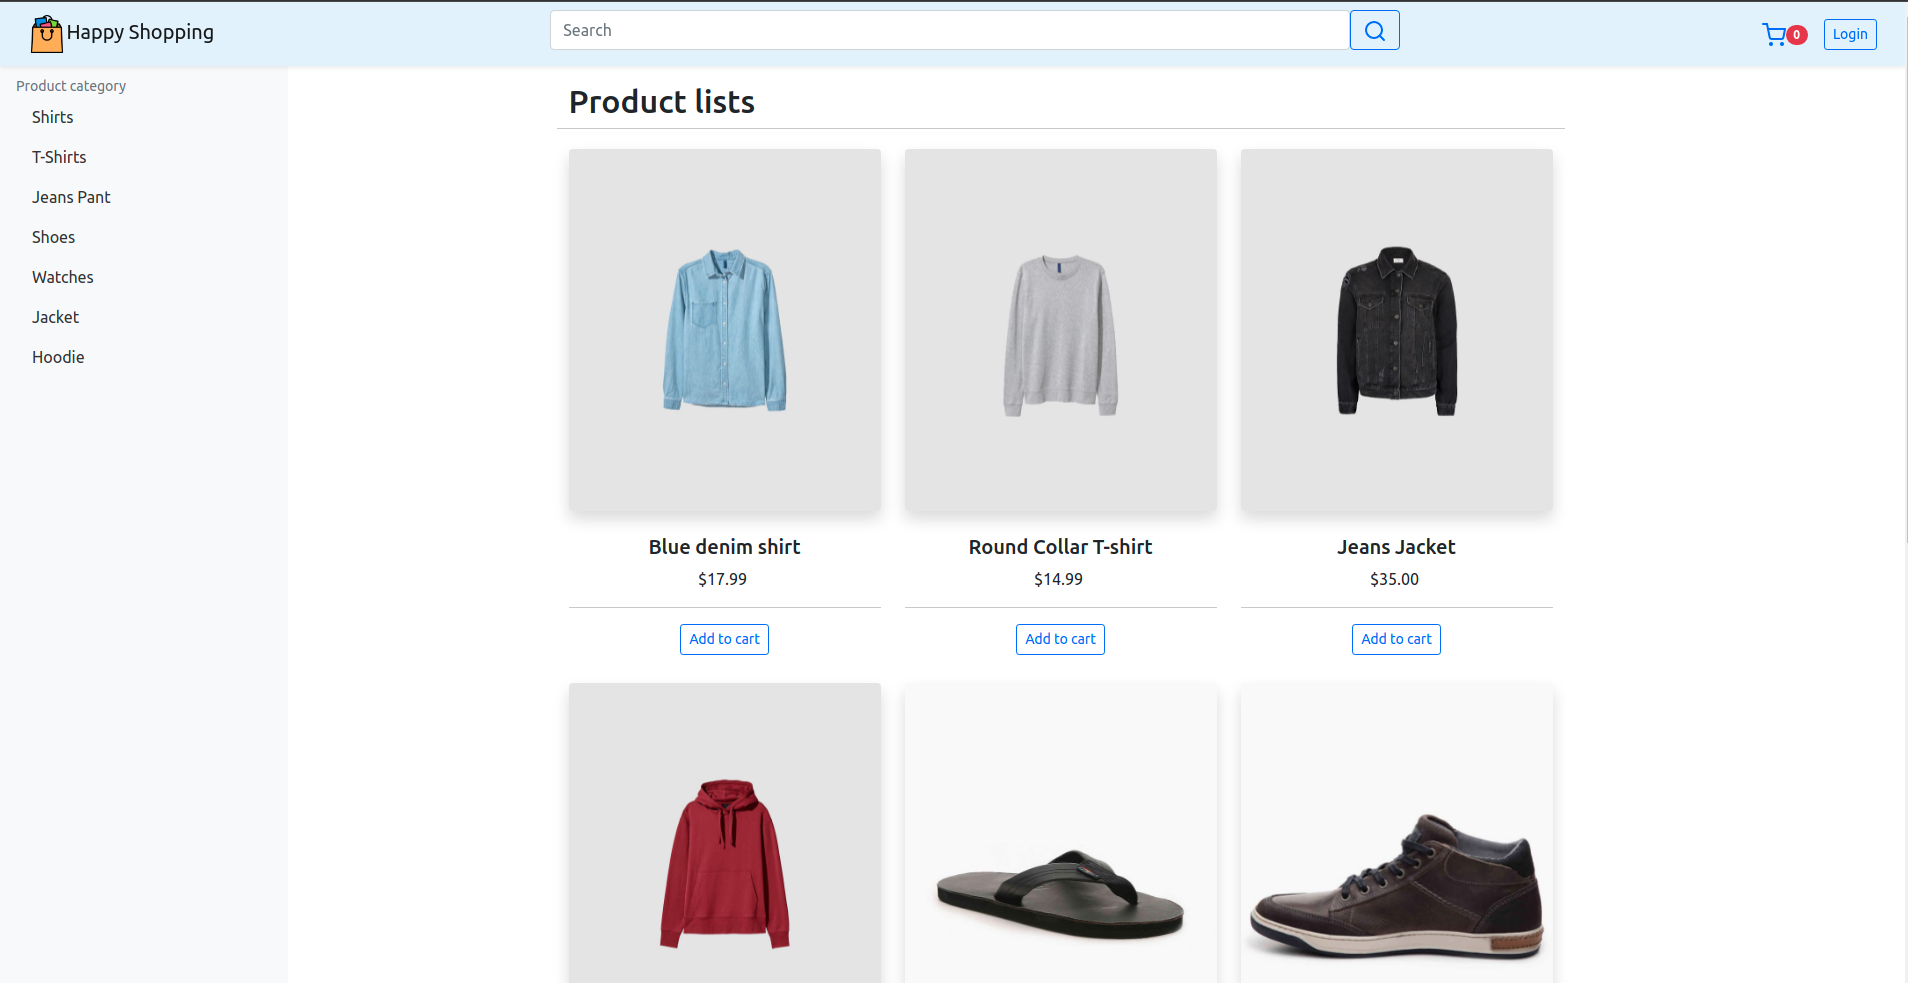 Happy Shopping
Search
0
Login
Product category
Shirts
T-Shirts
Jeans Pant
Shoes
Watches
Jacket
Hoodie
Product lists
Blue denim shirt
$17.99
Add to cart
Round Collar T-shirt
$14.99
Add to cart
Jeans Jacket
$35.00
Add to cart